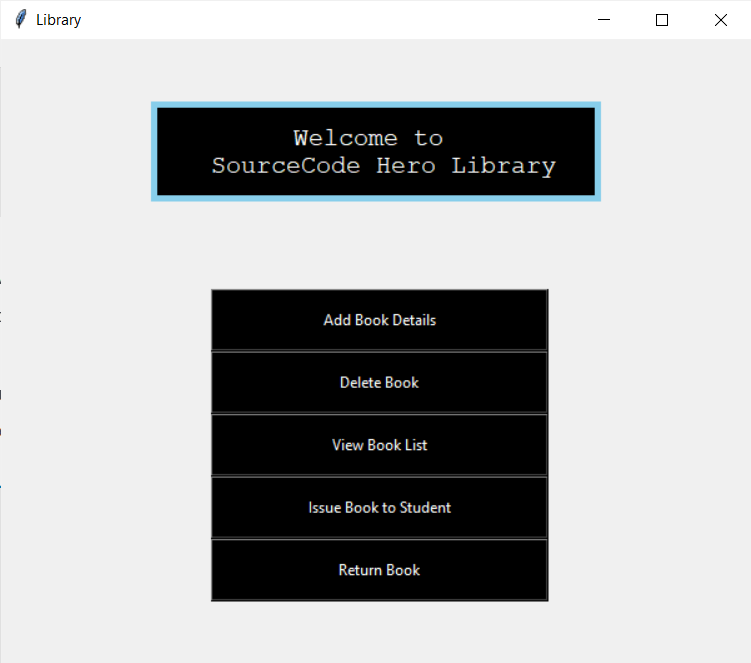 Library
Welcome to
SourceCode Hero Library
Add Book Details
Delete Book
View Book List
Issue Book to Student
Return Book